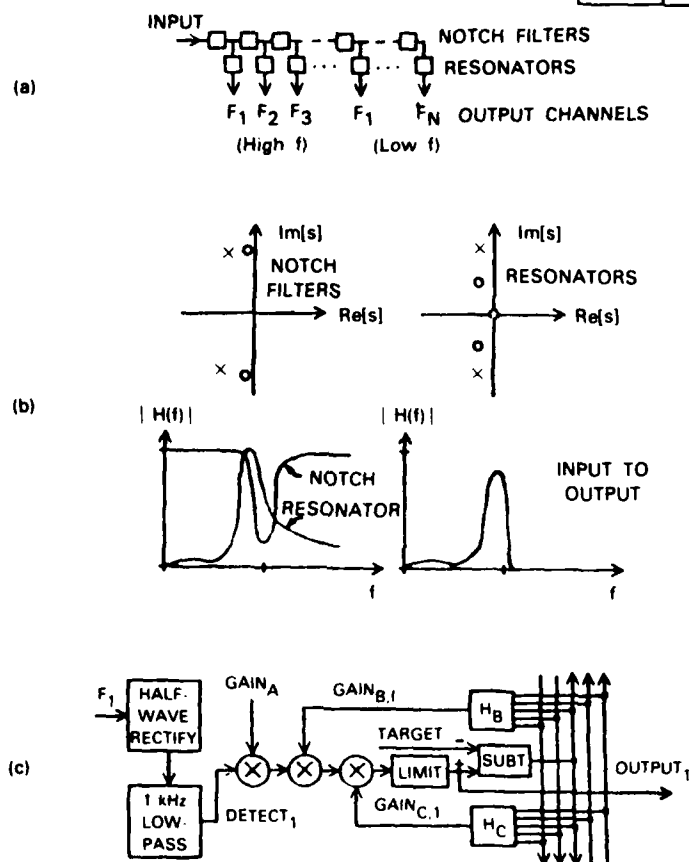 INPUT
NOTCH FILTERS
RESONATORS
(a)
F1 F2 F3 F1 FN OUTPUT CHANNELS
(High f) (Low f)
Im[s] Im[s]
NOTCH FILTERS
RESONATORS
Re[s] Re[s]
(b)
| H(f) | | H(f) |
NOTCH
RESONATOR
INPUT TO OUTPUT
f f
F1
HALF-WAVE RECTIFY
GAINA
GAINB,f
HB
TARGET
-
SUBT
(c)
LIMIT
+
OUTPUT1
1 kHz LOW-PASS
DETECT1
GAINC,1
HC